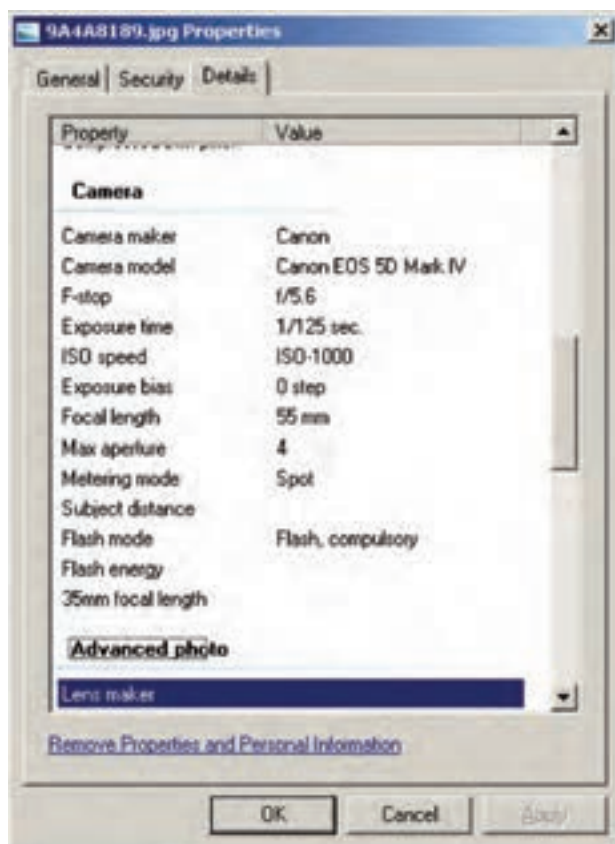 9A4A8189.jpg Properties
General Security Details
Property Value
Camera
Camera maker Canon
Camera model Canon EOS 5D Mark IV
F-stop f/5.6
Exposure time 1/125 sec.
ISO speed ISO-1000
Exposure bias 0 step
Focal length 55 mm
Max aperture 4
Metering mode Spot
Subject distance
Flash mode Flash, compulsory
Flash energy
35mm focal length
Advanced photo
Lens maker
Remove Properties and Personal Information
OK Cancel Apply